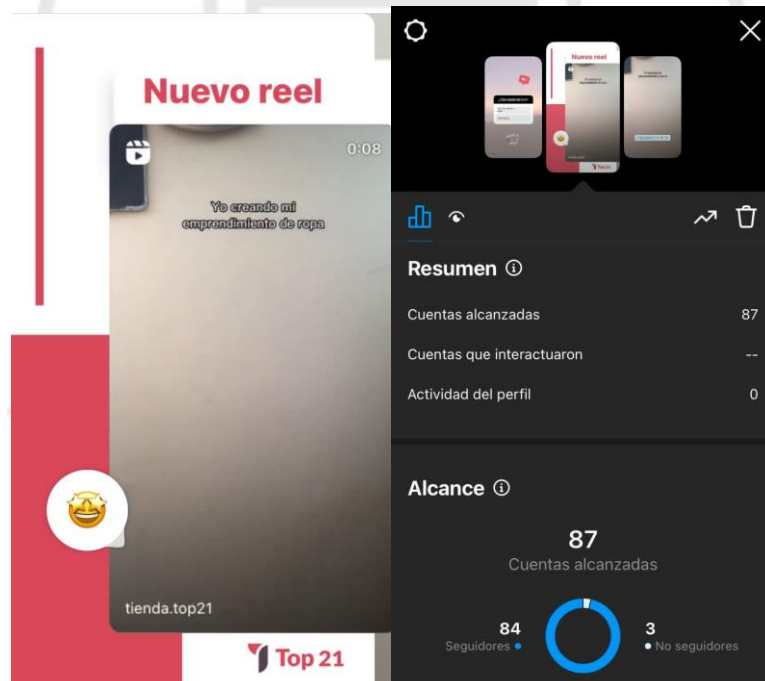 Nuevo reel
0:08
Yo creando mi
emprendimiento de ropa
tienda.top21
Top 21
Nuevo reel
Resumen
Cuentas alcanzadas 87
Cuentas que interactuaron --
Actividad del perfil 0
Alcance
87
Cuentas alcanzadas
84
Seguidores
3
No seguidores